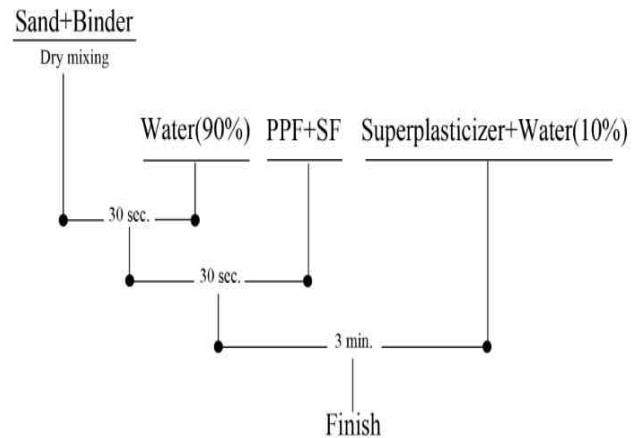 Sand+Binder
Dry mixing
Water(90%) PPF+SF Superplasticizer+Water(10%)
30 sec.
30 sec.
3 min.
Finish